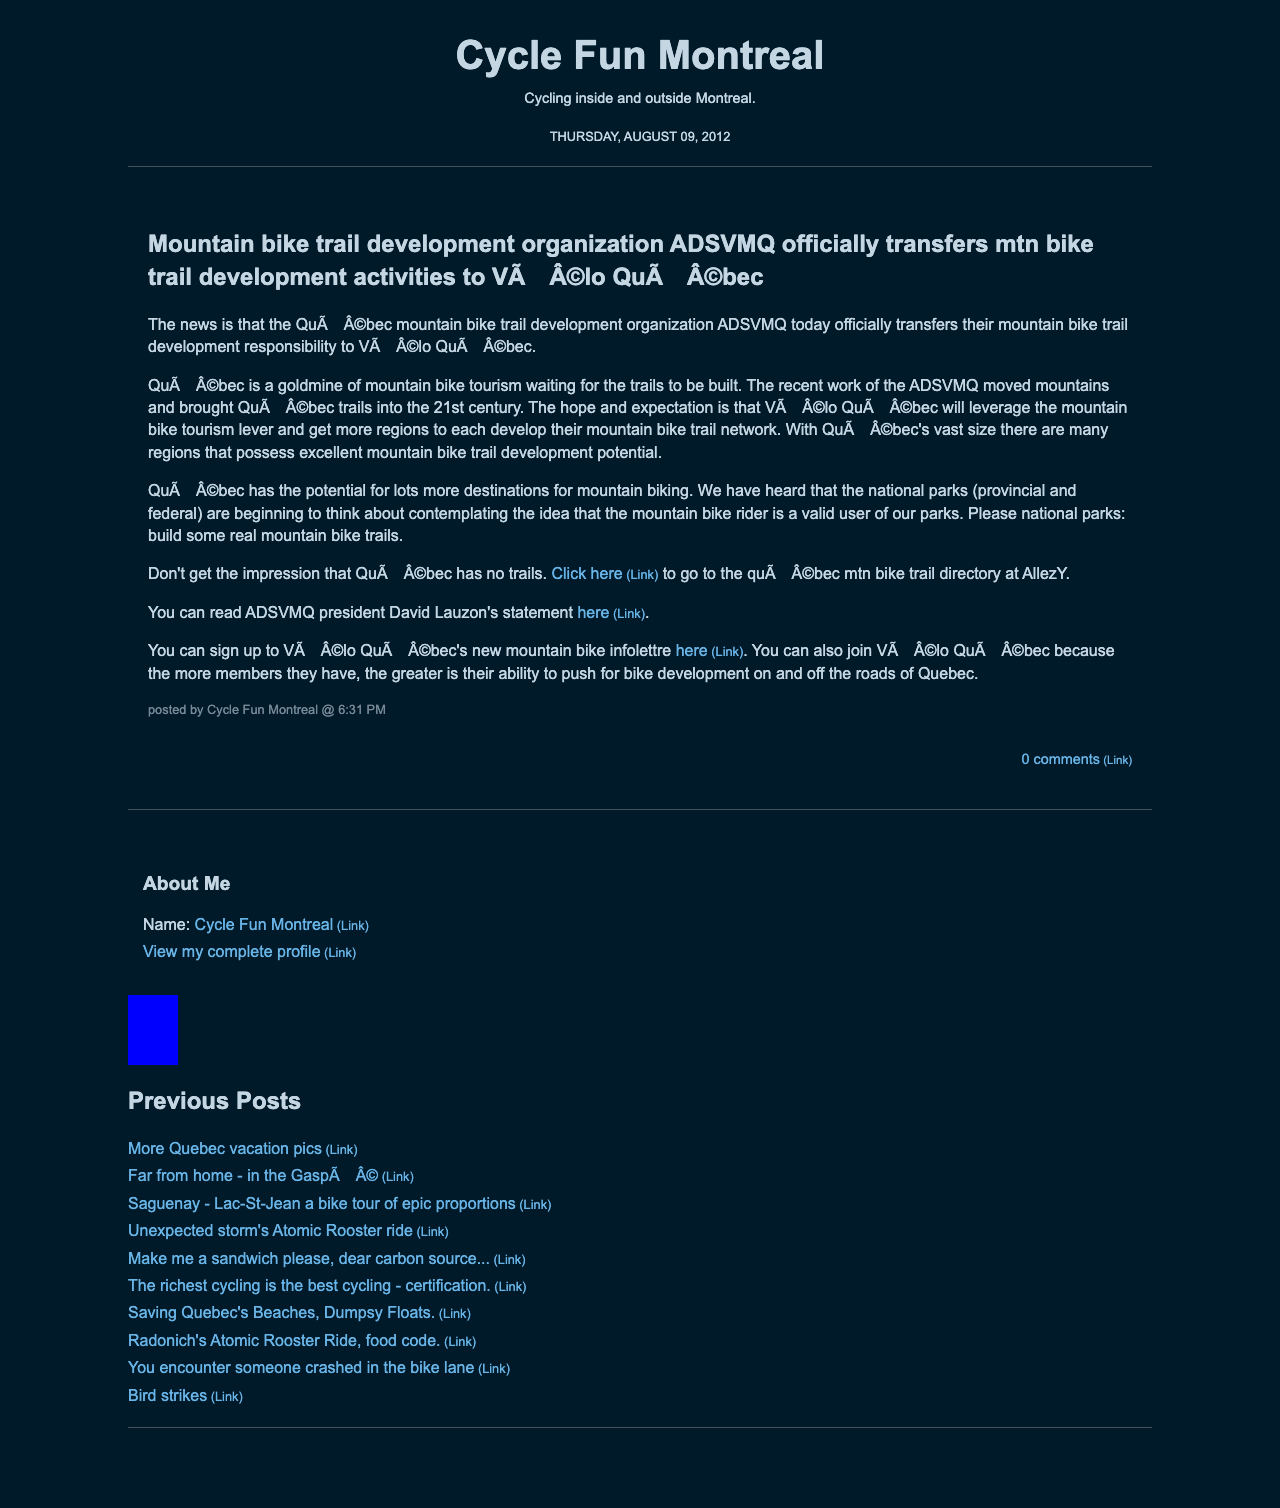 Cycle Fun Montreal
Cycling inside and outside Montreal.
THURSDAY, AUGUST 09, 2012
Mountain bike trail development organization ADSVMQ officially transfers mtn bike
trail development activities to VÃ Â©lo QuÃ Â©bec
The news is that the QuÃ Â©bec mountain bike trail development organization ADSVMQ today officially transfers their mountain bike trail
development responsibility to VÃ Â©lo QuÃ Â©bec.
QuÃ Â©bec is a goldmine of mountain bike tourism waiting for the trails to be built. The recent work of the ADSVMQ moved mountains
and brought QuÃ Â©bec trails into the 21st century. The hope and expectation is that VÃ Â©lo QuÃ Â©bec will leverage the mountain
bike tourism lever and get more regions to each develop their mountain bike trail network. With QuÃ Â©bec's vast size there are many
regions that possess excellent mountain bike trail development potential.
QuÃ Â©bec has the potential for lots more destinations for mountain biking. We have heard that the national parks (provincial and
federal) are beginning to think about contemplating the idea that the mountain bike rider is a valid user of our parks. Please national parks:
build some real mountain bike trails.
Don't get the impression that QuÃ Â©bec has no trails. Click here (Link) to go to the quÃ Â©bec mtn bike trail directory at AllezY.
You can read ADSVMQ president David Lauzon's statement here (Link).
You can sign up to VÃ Â©lo QuÃ Â©bec's new mountain bike infolettre here (Link). You can also join VÃ Â©lo QuÃ Â©bec because
the more members they have, the greater is their ability to push for bike development on and off the roads of Quebec.
posted by Cycle Fun Montreal @ 6:31 PM
0 comments (Link)
About Me
Name: Cycle Fun Montreal (Link)
View my complete profile (Link)
Previous Posts
More Quebec vacation pics (Link)
Far from home - in the GaspÃ Â© (Link)
Saguenay - Lac-St-Jean a bike tour of epic proportions (Link)
Unexpected storm's Atomic Rooster ride (Link)
Make me a sandwich please, dear carbon source... (Link)
The richest cycling is the best cycling - certification. (Link)
Saving Quebec's Beaches, Dumpsy Floats. (Link)
Radonich's Atomic Rooster Ride, food code. (Link)
You encounter someone crashed in the bike lane (Link)
Bird strikes (Link)